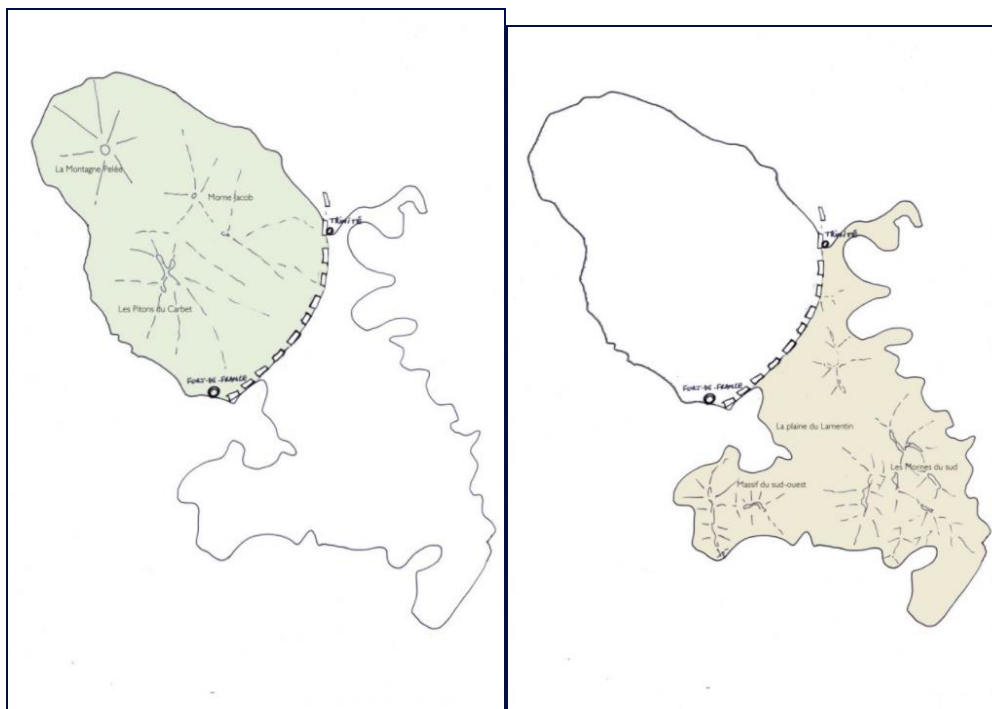 La Montagne Pelée
Morne Jacob
TRINITÉ
Les Pitons du Carbet
FORT-DE-FRANCE
TRINITÉ
FORT-DE-FRANCE
La plaine du Lamentin
Les Mornes du sud
Massif du sud-ouest